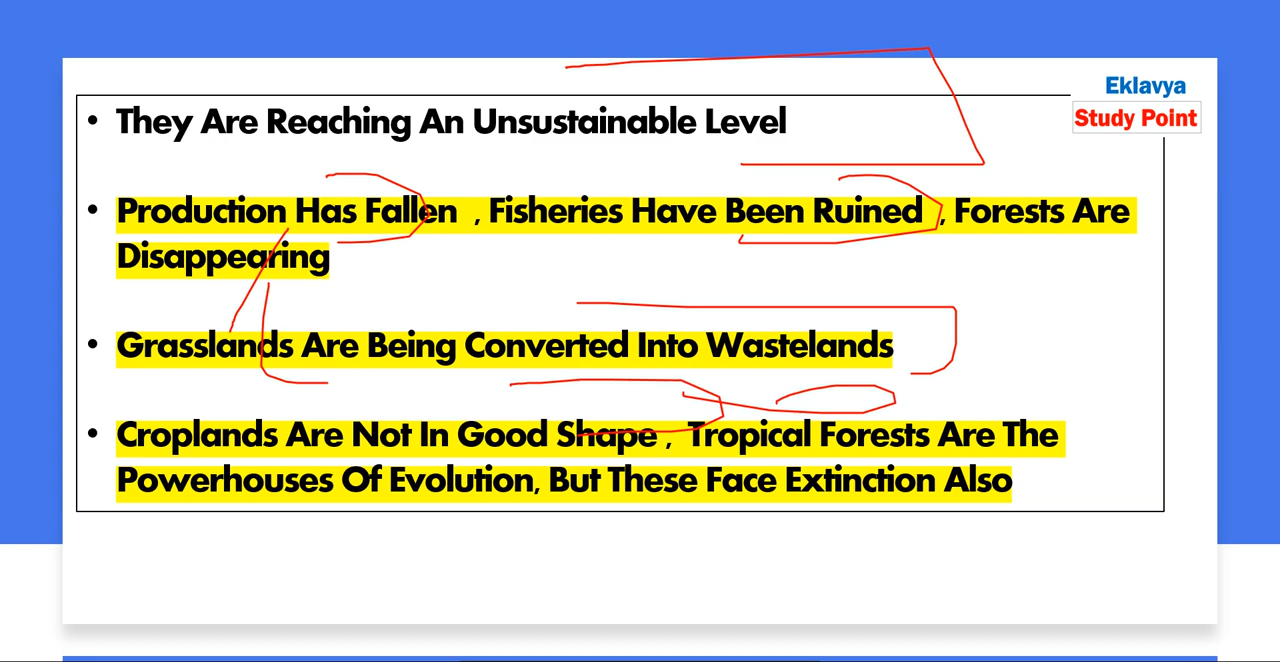 Eklavya
Study Point
• They Are Reaching An Unsustainable Level
• Production Has Fallen , Fisheries Have Been Ruined , Forests Are
Disappearing
• Grasslands Are Being Converted Into Wastelands
• Croplands Are Not In Good Shape , Tropical Forests Are The
Powerhouses Of Evolution, But These Face Extinction Also